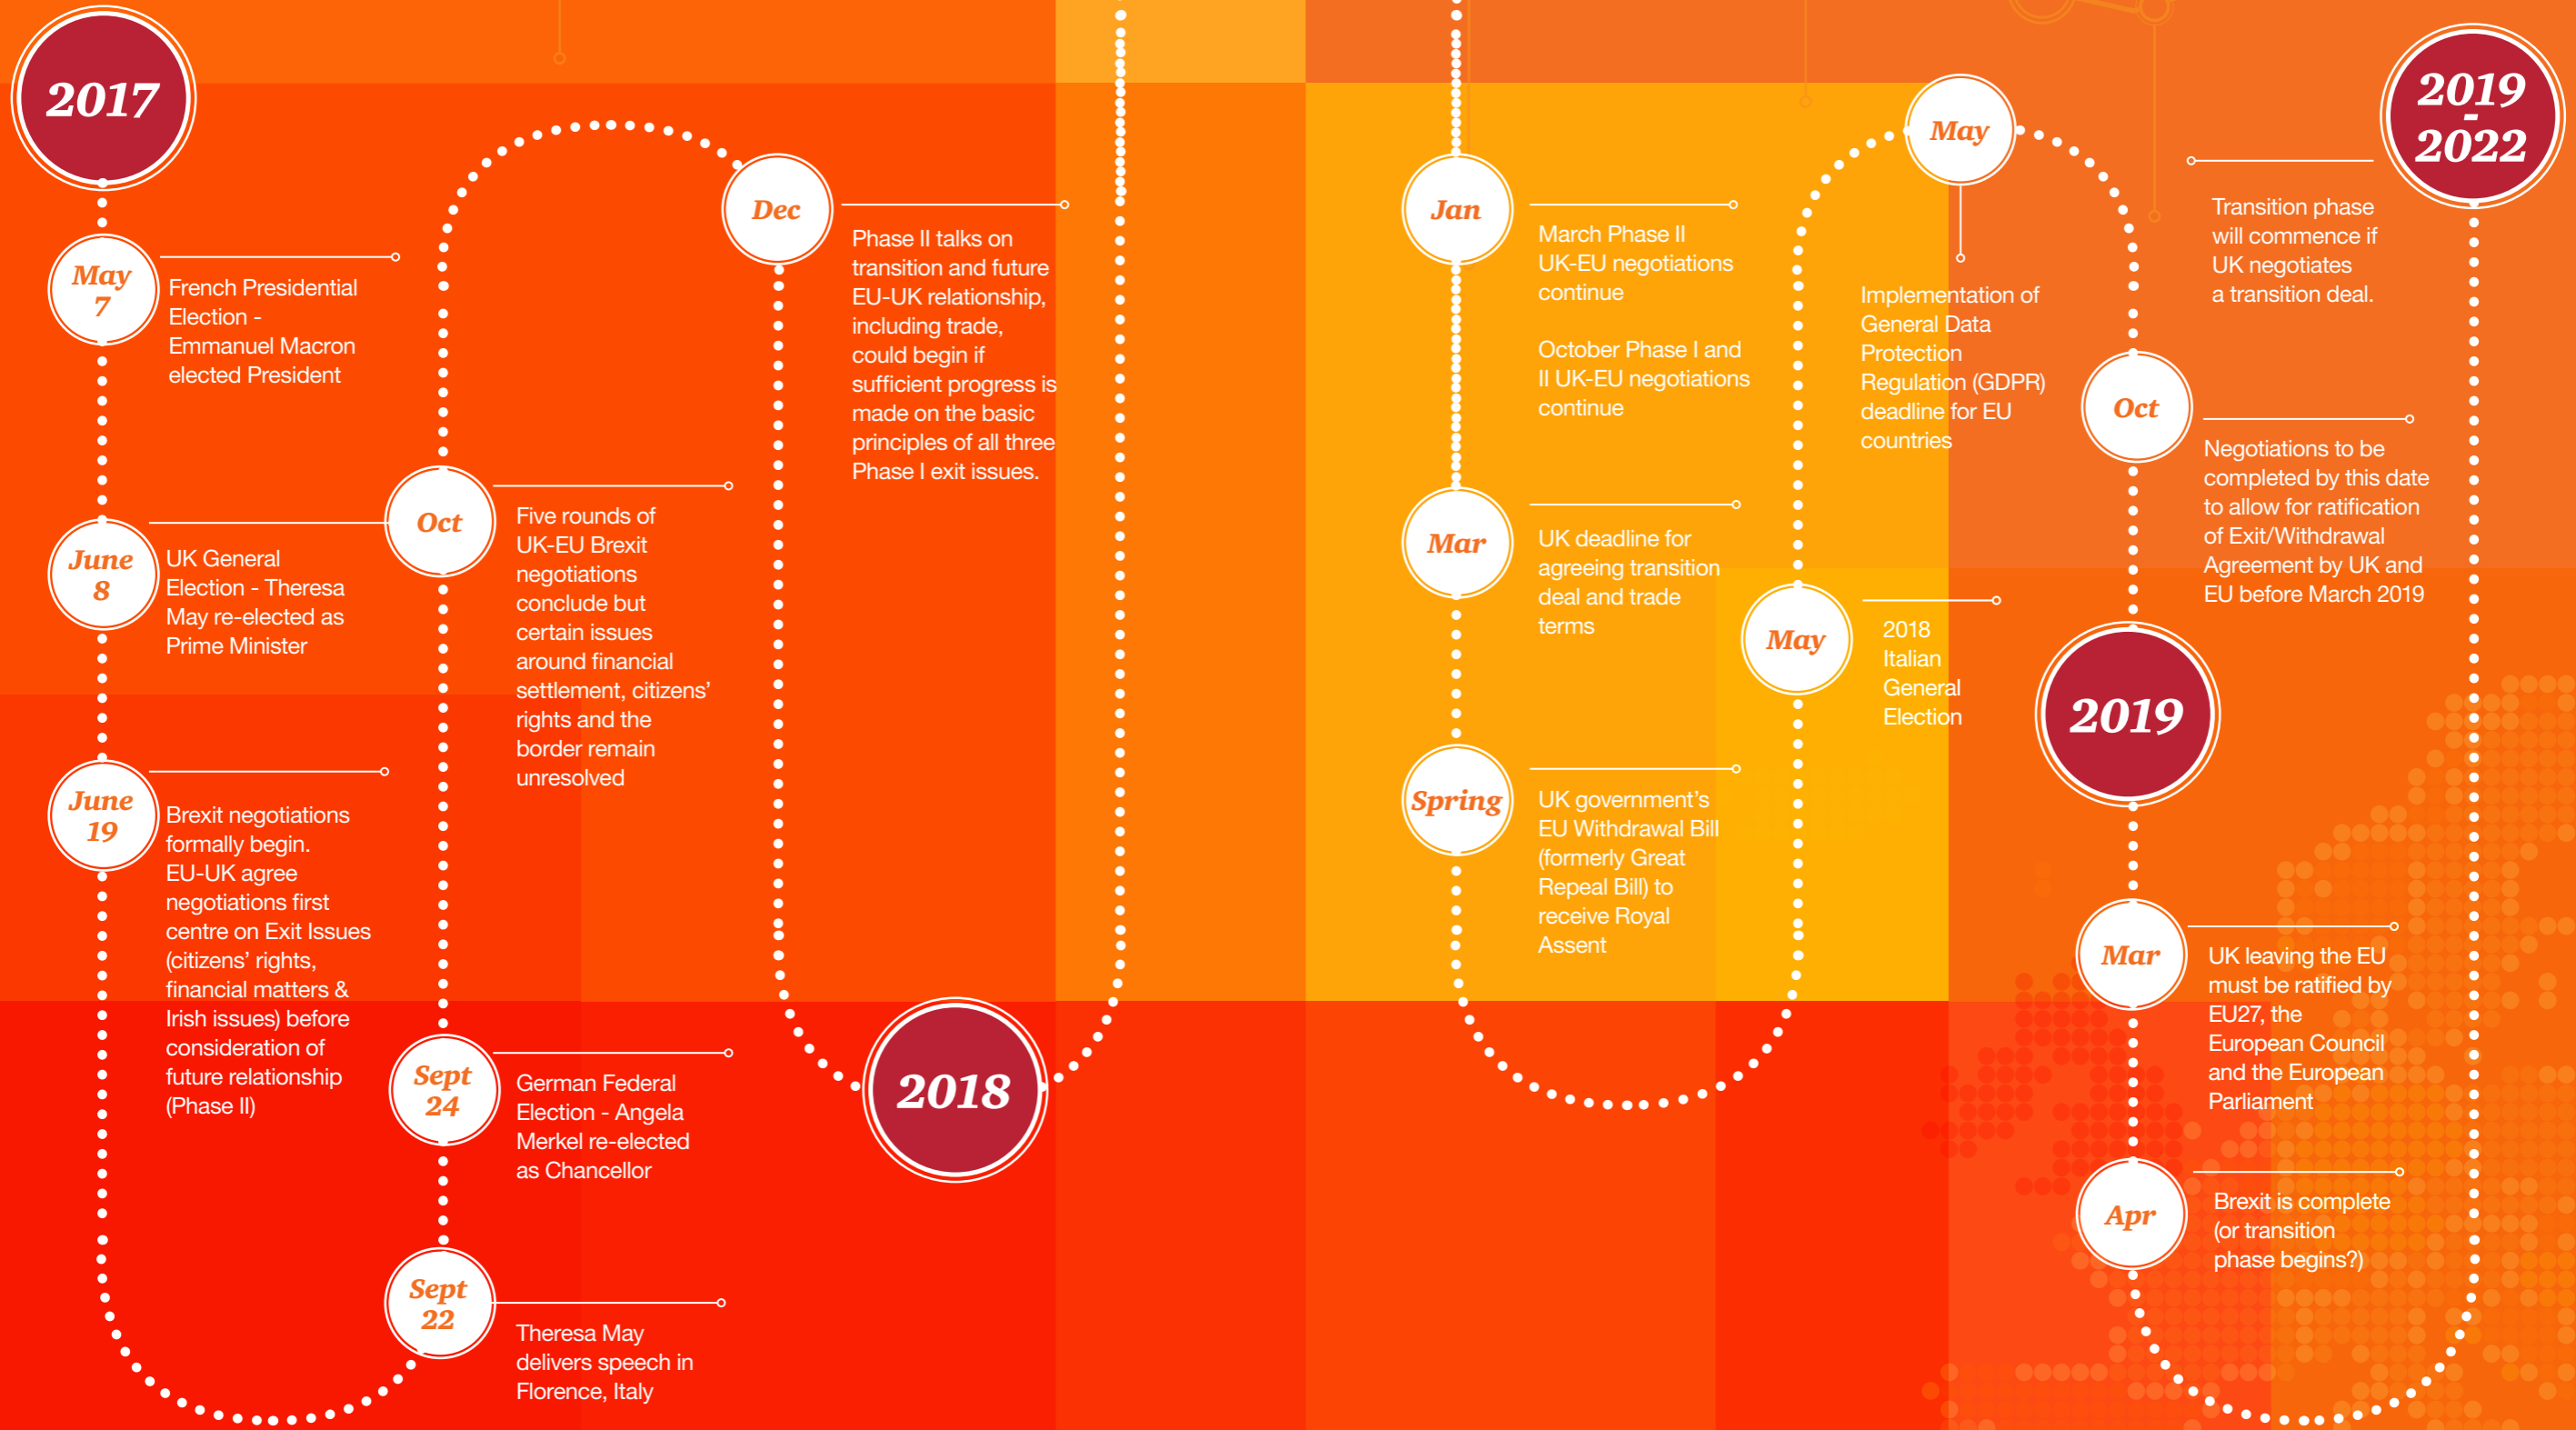 2017
May
7
French Presidential
Election -
Emmanuel Macron
elected President
June
8
UK General
Election - Theresa
May re-elected as
Prime Minister
June
19
Brexit negotiations
formally begin.
EU-UK agree
negotiations first
centre on Exit Issues
(citizens’ rights,
financial matters &
Irish issues) before
consideration of
future relationship
(Phase II)
Sept
22
Theresa May
delivers speech in
Florence, Italy
Sept
24
German Federal
Election - Angela
Merkel re-elected
as Chancellor
Oct
Five rounds of
UK-EU Brexit
negotiations
conclude but
certain issues
around financial
settlement, citizens’
rights and the
border remain
unresolved
Dec
Phase II talks on
transition and future
EU-UK relationship,
including trade,
could begin if
sufficient progress is
made on the basic
principles of all three
Phase I exit issues.
2018
Jan
March Phase II
UK-EU negotiations
continue
October Phase I and
II UK-EU negotiations
continue
Mar
UK deadline for
agreeing transition
deal and trade
terms
Spring
UK government’s
EU Withdrawal Bill
(formerly Great
Repeal Bill) to
receive Royal
Assent
May
2018
Italian
General
Election
May
Implementation of
General Data
Protection
Regulation (GDPR)
deadline for EU
countries
Oct
Negotiations to be
completed by this date
to allow for ratification
of Exit/Withdrawal
Agreement by UK and
EU before March 2019
2019
Mar
UK leaving the EU
must be ratified by
EU27, the
European Council
and the European
Parliament
Apr
Brexit is complete
(or transition
phase begins?)
2019
-
2022
Transition phase
will commence if
UK negotiates
a transition deal.